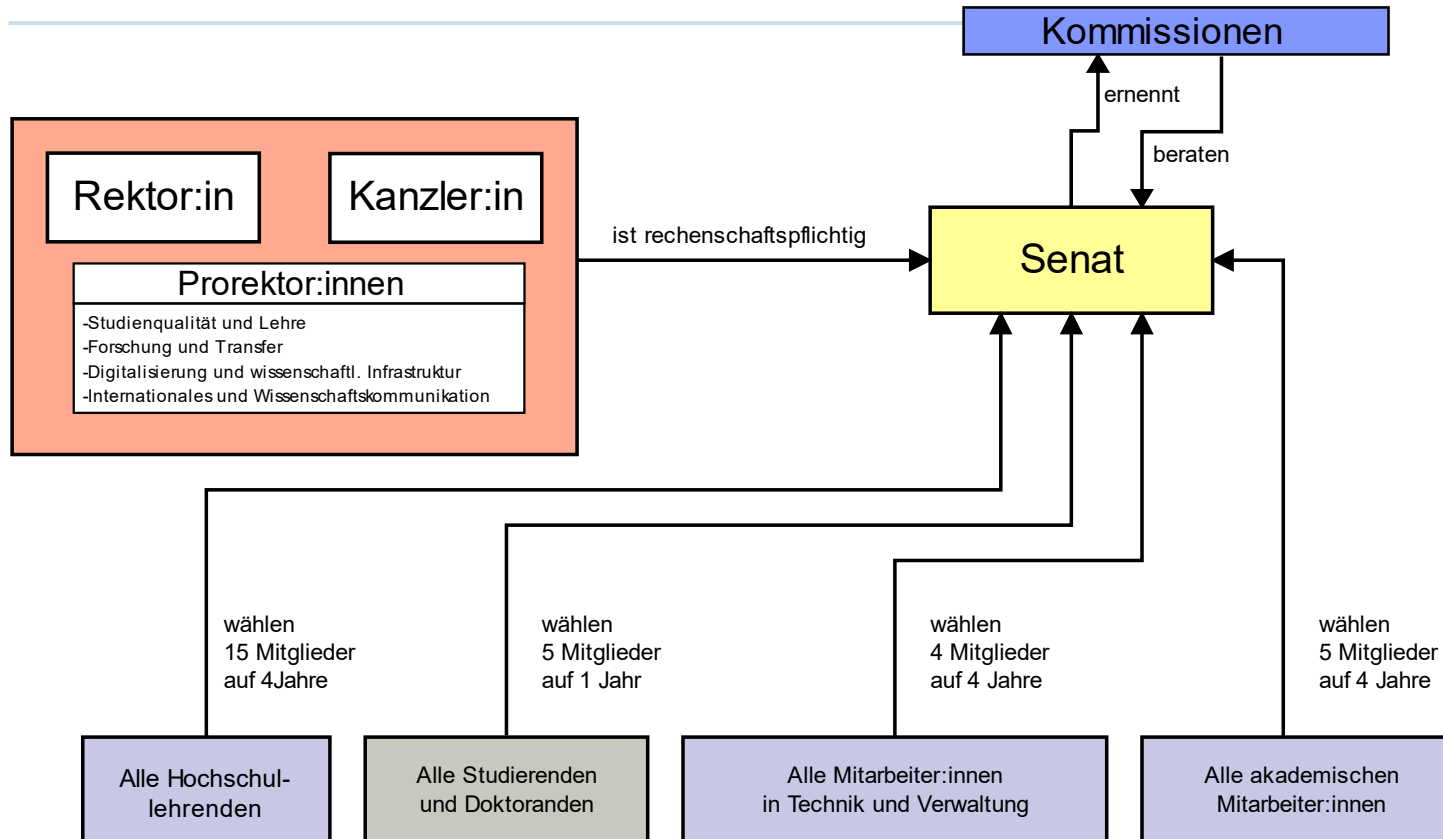 Kommissionen
ernennt
beraten
Rektor:in
Kanzler:in
Prorektor:innen
-Studienqualität und Lehre
-Forschung und Transfer
-Digitalisierung und wissenschaftl. Infrastruktur
-Internationales und Wissenschaftskommunikation
ist rechenschaftspflichtig
Senat
wählen
15 Mitglieder
auf 4Jahre
wählen
5 Mitglieder
auf 1 Jahr
wählen
4 Mitglieder
auf 4 Jahre
wählen
5 Mitglieder
auf 4 Jahre
Alle Hochschul-
lehrenden
Alle Studierenden
und Doktoranden
Alle Mitarbeiter:innen
in Technik und Verwaltung
Alle akademischen
Mitarbeiter:innen